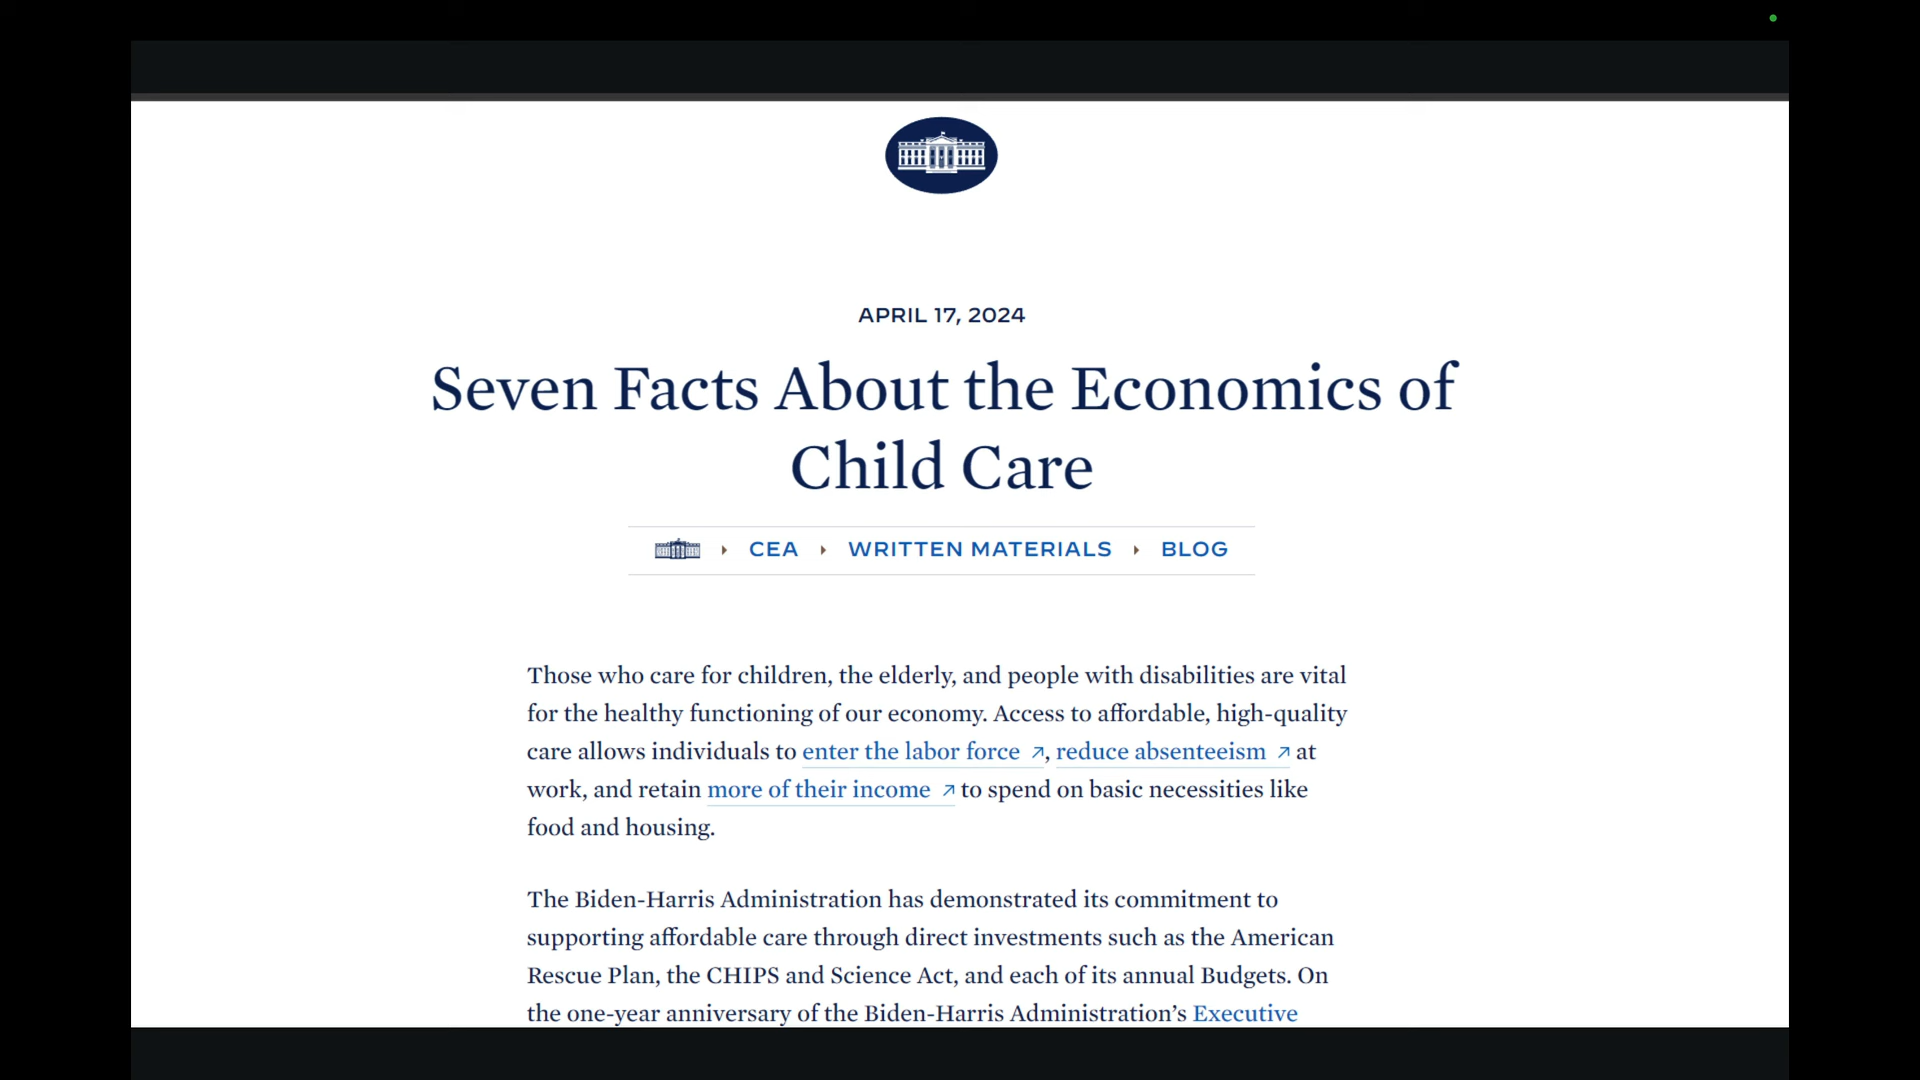 APRIL 17, 2024
Seven Facts About the Economics of
Child Care
CEA WRITTEN MATERIALS BLOG
Those who care for children, the elderly, and people with disabilities are vital
for the healthy functioning of our economy. Access to affordable, high-quality
care allows individuals to enter the labor force ↗, reduce absenteeism ↗ at
work, and retain more of their income ↗ to spend on basic necessities like
food and housing.
The Biden-Harris Administration has demonstrated its commitment to
supporting affordable care through direct investments such as the American
Rescue Plan, the CHIPS and Science Act, and each of its annual Budgets. On
the one-year anniversary of the Biden-Harris Administration’s Executive